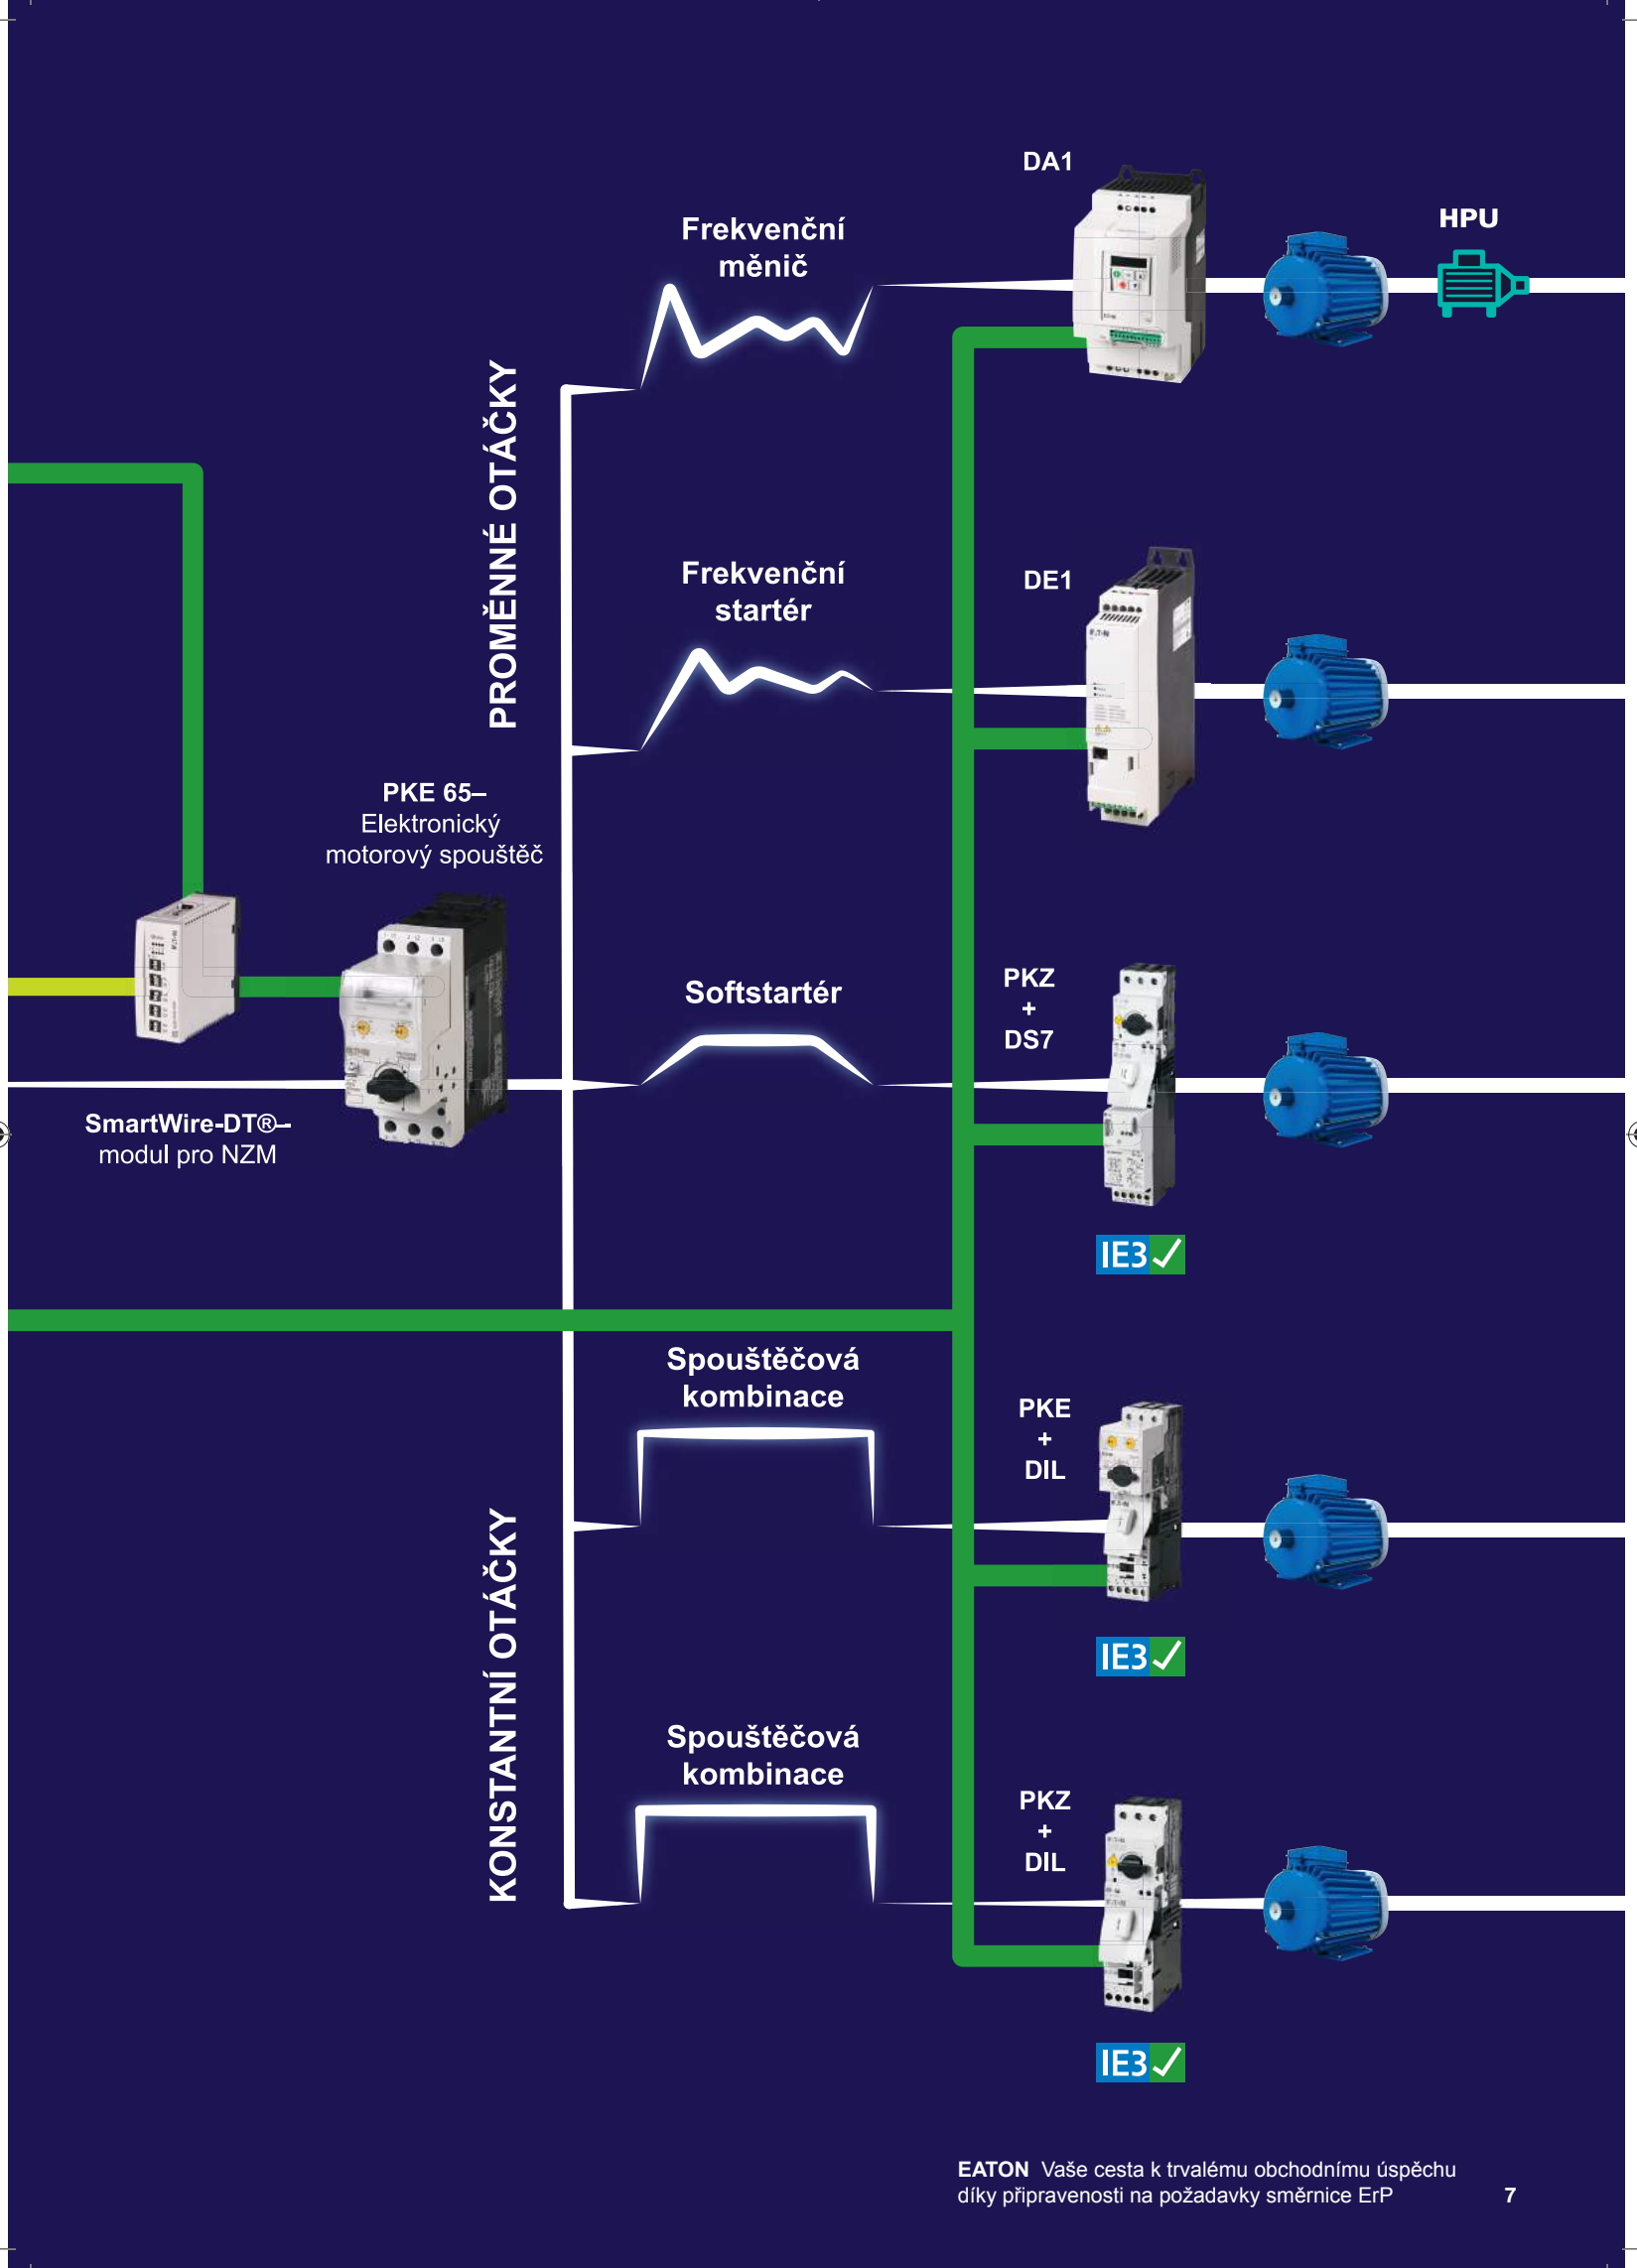 DA1
HPU
Frekvenční
měnič
PROMĚNNÉ OTÁČKY
Frekvenční
startér
DE1
PKE 65–
Elektronický
motorový spouštěč
Softstartér
PKZ
+
DS7
SmartWire-DT®–
modul pro NZM
IE3
Spouštěčová
kombinace
PKE
+
DIL
IE3
KONSTANTNÍ OTÁČKY
Spouštěčová
kombinace
PKZ
+
DIL
IE3
EATON Vaše cesta k trvalému obchodnímu úspěchu
díky připravenosti na požadavky směrnice ErP
7